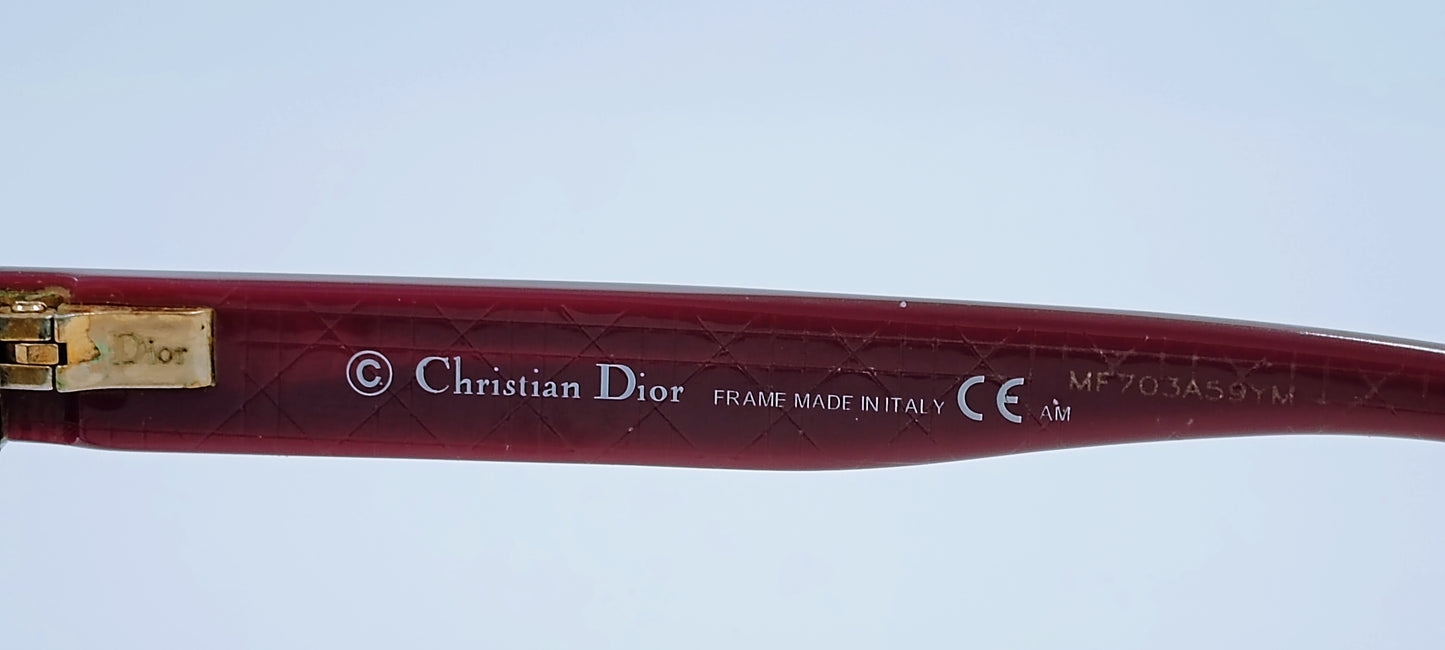 Dior
© Christian Dior FRAME MADE IN ITALY CE AM MF703A59YM